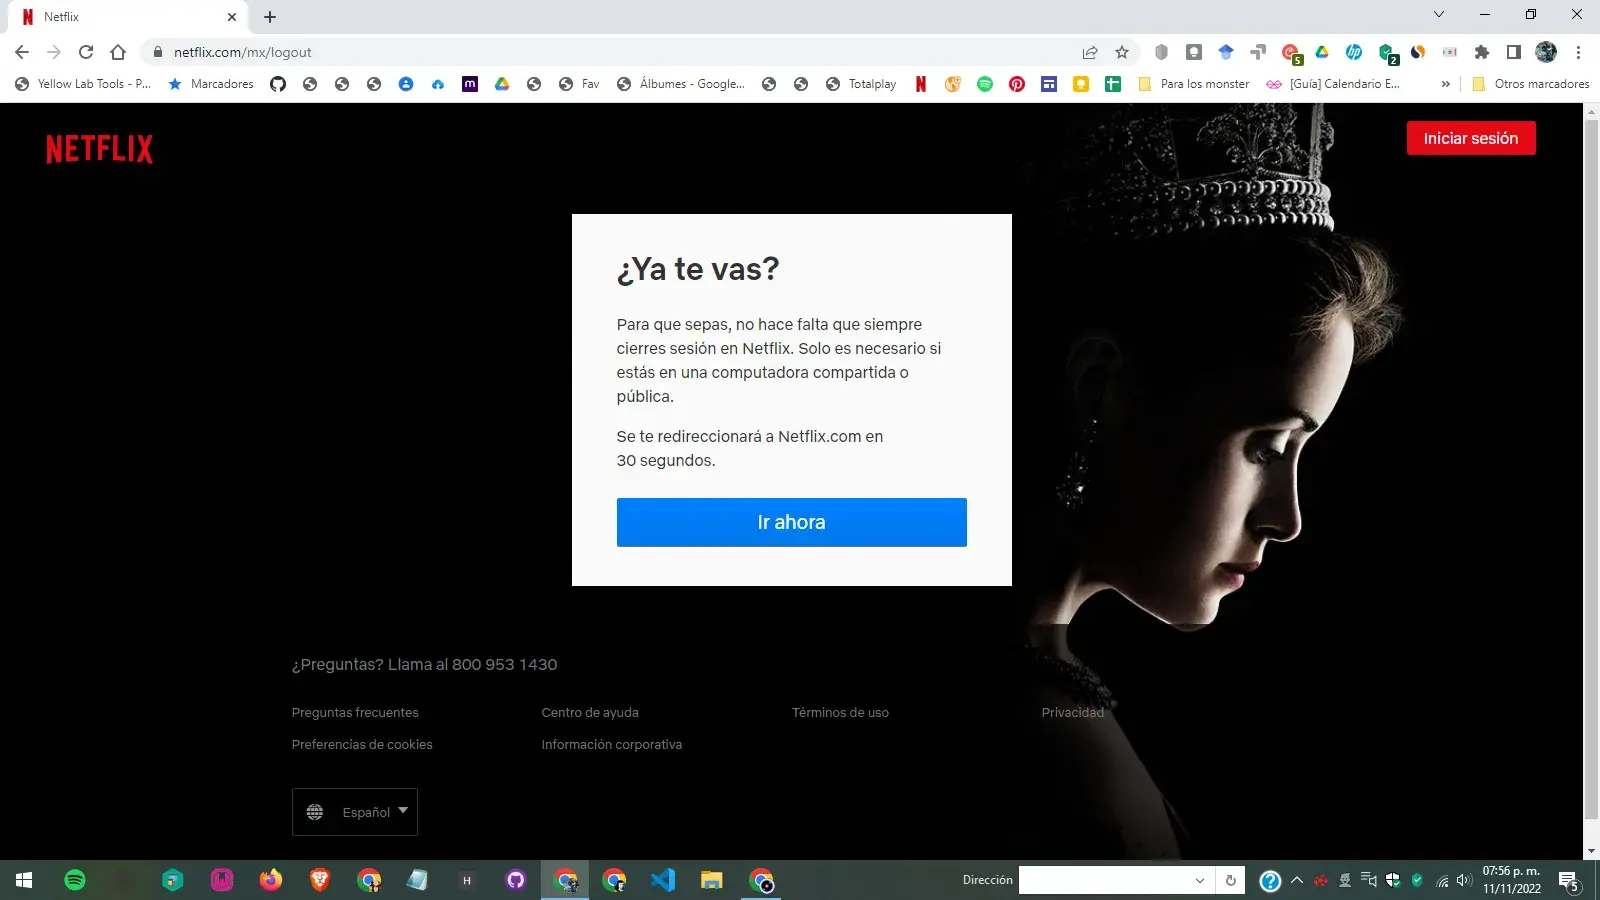 Netflix
netflix.com/mx/logout
5
2
Yellow Lab Tools - P...
Marcadores
m
Fav
Álbumes - Google...
Totalplay
Para los monster
[Guía] Calendario E...
»
Otros marcadores
NETFLIX
Iniciar sesión
¿Ya te vas?
Para que sepas, no hace falta que siempre
cierres sesión en Netflix. Solo es necesario si
estás en una computadora compartida o
pública.
Se te redireccionará a Netflix.com en
30 segundos.
Ir ahora
¿Preguntas? Llama al 800 953 1430
Preguntas frecuentes
Centro de ayuda
Términos de uso
Privacidad
Preferencias de cookies
Información corporativa
Español
H
Dirección
07:56 p. m.
11/11/2022
5